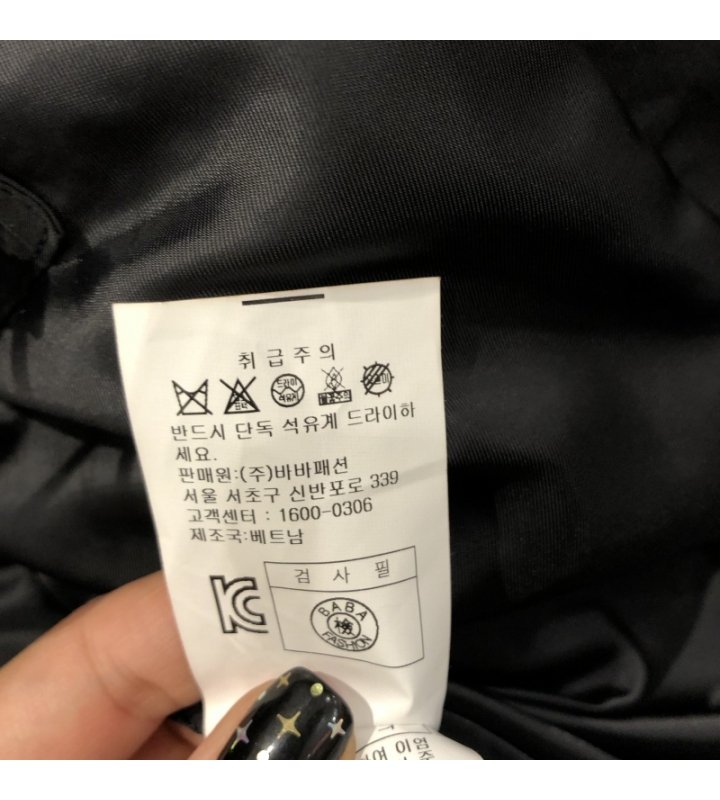 취급주의
드라이
석유계
반드시 단독 석유계 드라이하
세요.
판매원:(주)바바패션
서울 서초구 신반포로 339
고객센터 : 1600-0306
제조국:베트남
검 사 필
BABA
檢
FASHION
이염